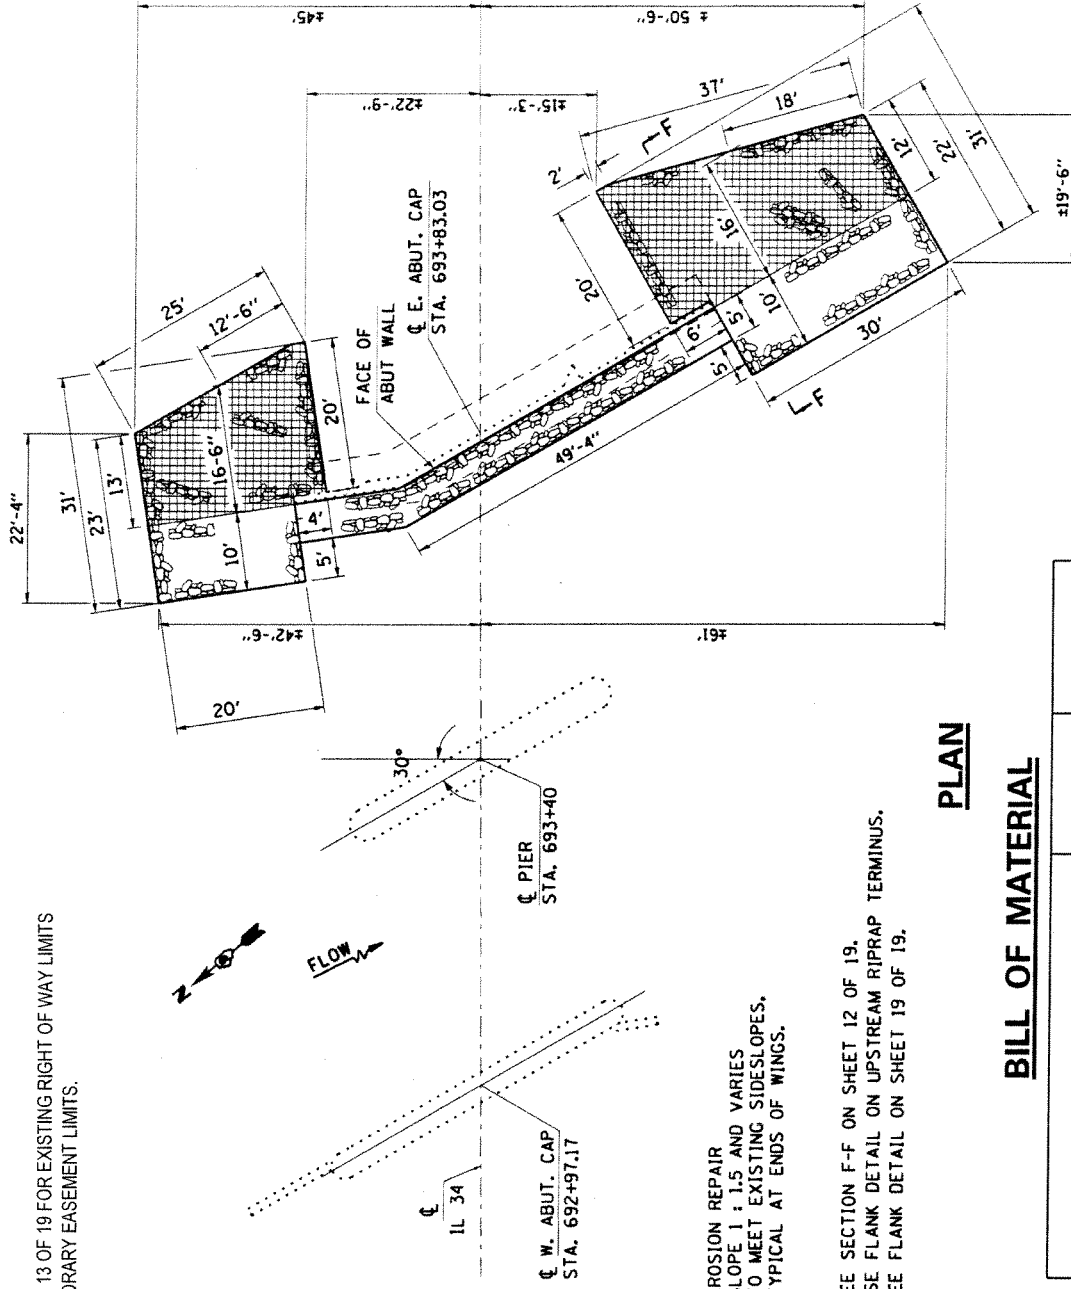 13 OF 19 FOR EXISTING RIGHT OF WAY LIMITS
ORARY EASEMENT LIMITS.
±45'
± 50'-6"
±22'-9"
±15'-3"
37'
18'
2'
F
12'
22'
31'
±19'-6"
16'
20'
10'
5'
6'
5'
30'
F
25'
12'-6"
FACE OF
ABUT WALL
℄ E. ABUT. CAP
STA. 693+83.03
20'
16-6"
22'-4"
31'
23'
13'
10'
4'
5'
49'-4"
±42'-6"
±61'
20'
30°
℄ PIER
STA. 693+40
N
FLOW
℄
IL 34
℄ W. ABUT. CAP
STA. 692+97.17
ROSION REPAIR
LOPE 1 : 1.5 AND VARIES
O MEET EXISTING SIDESLOPES.
YPICAL AT ENDS OF WINGS.
EE SECTION F-F ON SHEET 12 OF 19.
SE FLANK DETAIL ON UPSTREAM RIPRAP TERMINUS.
EE FLANK DETAIL ON SHEET 19 OF 19.
PLAN
BILL OF MATERIAL